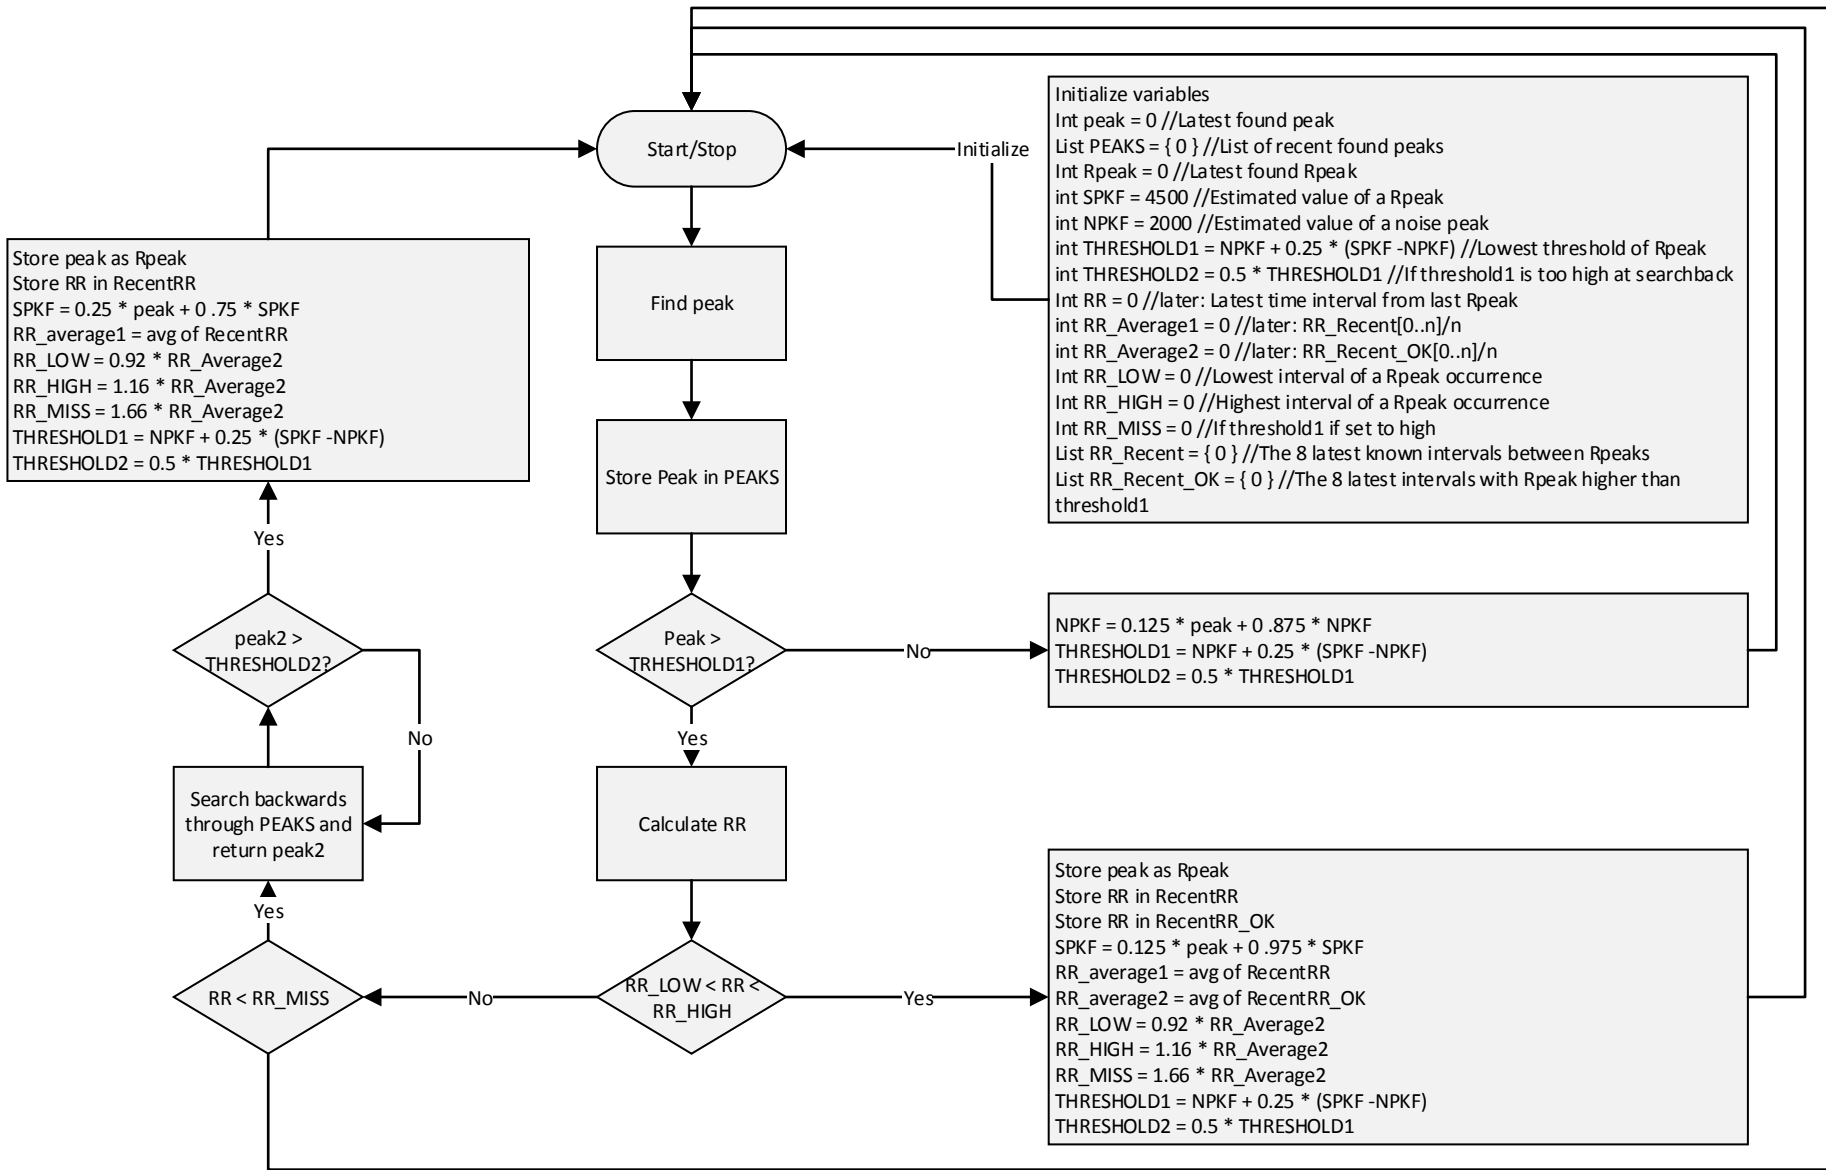 Start/Stop
Initialize
Initialize variables
Int peak = 0 //Latest found peak
List PEAKS = { 0 } //List of recent found peaks
Int Rpeak = 0 //Latest found Rpeak
int SPKF = 4500 //Estimated value of a Rpeak
int NPKF = 2000 //Estimated value of a noise peak
int THRESHOLD1 = NPKF + 0.25 * (SPKF -NPKF) //Lowest threshold of Rpeak
int THRESHOLD2 = 0.5 * THRESHOLD1 //If threshold1 is too high at searchback
Int RR = 0 //later: Latest time interval from last Rpeak
int RR_Average1 = 0 //later: RR_Recent[0..n]/n
int RR_Average2 = 0 //later: RR_Recent_OK[0..n]/n
Int RR_LOW = 0 //Lowest interval of a Rpeak occurrence
Int RR_HIGH = 0 //Highest interval of a Rpeak occurrence
Int RR_MISS = 0 //If threshold1 if set to high
List RR_Recent = { 0 } //The 8 latest known intervals between Rpeaks
List RR_Recent_OK = { 0 } //The 8 latest intervals with Rpeak higher than
threshold1
Store peak as Rpeak
Store RR in RecentRR
SPKF = 0.25 * peak + 0 .75 * SPKF
RR_average1 = avg of RecentRR
RR_LOW = 0.92 * RR_Average2
RR_HIGH = 1.16 * RR_Average2
RR_MISS = 1.66 * RR_Average2
THRESHOLD1 = NPKF + 0.25 * (SPKF -NPKF)
THRESHOLD2 = 0.5 * THRESHOLD1
Find peak
Store Peak in PEAKS
Yes
peak2 >
THRESHOLD2?
No
Peak >
TRHESHOLD1?
No
Yes
NPKF = 0.125 * peak + 0 .875 * NPKF
THRESHOLD1 = NPKF + 0.25 * (SPKF -NPKF)
THRESHOLD2 = 0.5 * THRESHOLD1
Search backwards
through PEAKS and
return peak2
Calculate RR
Yes
RR < RR_MISS
No
RR_LOW < RR <
RR_HIGH
Yes
Store peak as Rpeak
Store RR in RecentRR
Store RR in RecentRR_OK
SPKF = 0.125 * peak + 0 .975 * SPKF
RR_average1 = avg of RecentRR
RR_average2 = avg of RecentRR_OK
RR_LOW = 0.92 * RR_Average2
RR_HIGH = 1.16 * RR_Average2
RR_MISS = 1.66 * RR_Average2
THRESHOLD1 = NPKF + 0.25 * (SPKF -NPKF)
THRESHOLD2 = 0.5 * THRESHOLD1